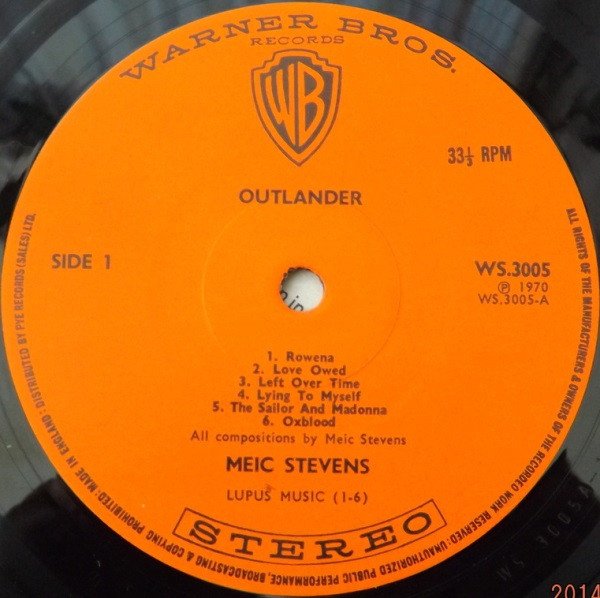 WARNER BROS.
RECORDS
WB
33⅓ RPM
OUTLANDER
SIDE 1
WS.3005
Ⓟ 1970
WS.3005-A
1. Rowena
2. Love Owed
3. Left Over Time
4. Lying To Myself
5. The Sailor And Madonna
6. Oxblood
All compositions by Meic Stevens
MEIC STEVENS
LUPUS MUSIC (1-6)
STEREO
ALL RIGHTS OF THE MANUFACTURERS & OWNERS OF THE RECORDED WORK RESERVED: UNAUTHORIZED PUBLIC PERFORMANCE, BROADCASTING & COPYING PROHIBITED·MADE IN ENGLAND: DISTRIBUTED BY PYE RECORDS (SALES) LTD.
2014